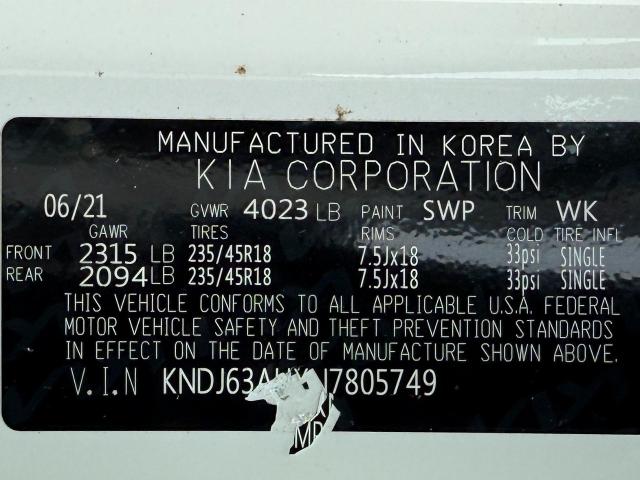 MANUFACTURED IN KOREA BY
KIA CORPORATION
06/21 GVWR 4023 LB PAINT SWP TRIM WK
GAWR TIRES RIMS COLD TIRE INFL
FRONT 2315 LB 235/45R18 7.5Jx18 33psi SINGLE
REAR 2094 LB 235/45R18 7.5Jx18 33psi SINGLE
THIS VEHICLE CONFORMS TO ALL APPLICABLE U.S.A. FEDERAL
MOTOR VEHICLE SAFETY AND THEFT PREVENTION STANDARDS
IN EFFECT ON THE DATE OF MANUFACTURE SHOWN ABOVE.
V.I.N